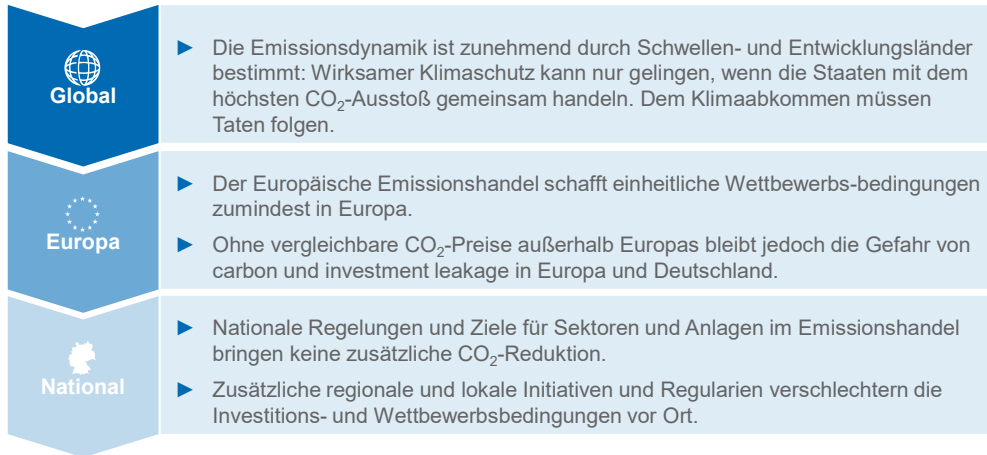 Global
► Die Emissionsdynamik ist zunehmend durch Schwellen- und Entwicklungsländer
bestimmt: Wirksamer Klimaschutz kann nur gelingen, wenn die Staaten mit dem
höchsten CO₂-Ausstoß gemeinsam handeln. Dem Klimaabkommen müssen
Taten folgen.
Europa
► Der Europäische Emissionshandel schafft einheitliche Wettbewerbs-bedingungen
zumindest in Europa.
► Ohne vergleichbare CO₂-Preise außerhalb Europas bleibt jedoch die Gefahr von
carbon und investment leakage in Europa und Deutschland.
National
► Nationale Regelungen und Ziele für Sektoren und Anlagen im Emissionshandel
bringen keine zusätzliche CO₂-Reduktion.
► Zusätzliche regionale und lokale Initiativen und Regularien verschlechtern die
Investitions- und Wettbewerbsbedingungen vor Ort.